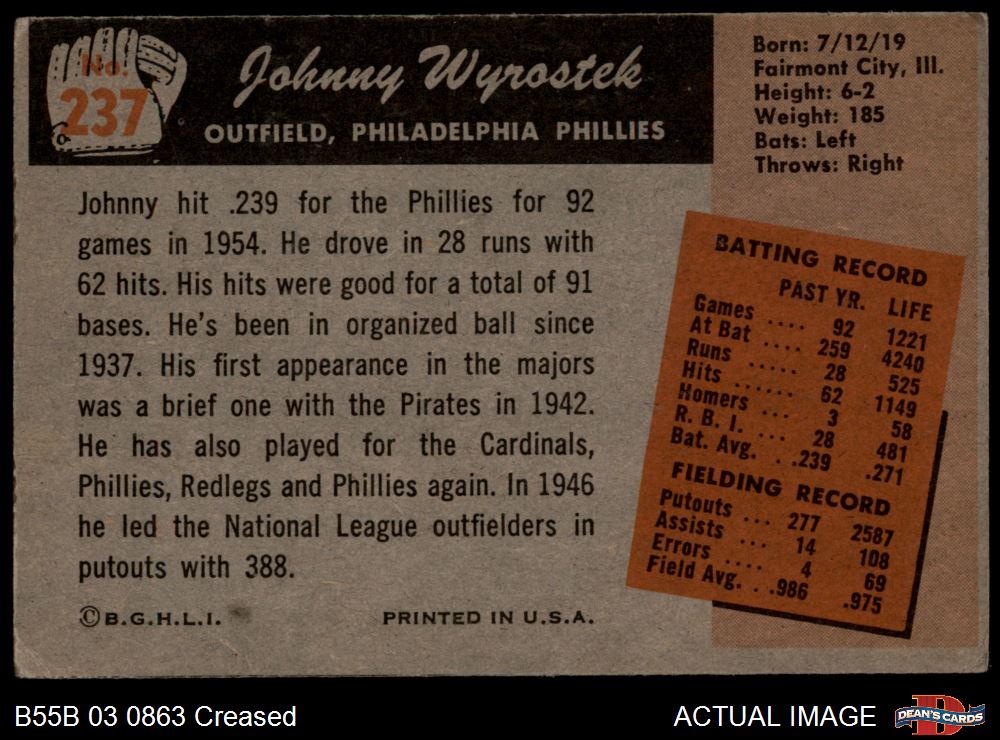 No.
237
Johnny Wyrostek
OUTFIELD, PHILADELPHIA PHILLIES
Born: 7/12/19
Fairmont City, Ill.
Height: 6-2
Weight: 185
Bats: Left
Throws: Right
Johnny hit .239 for the Phillies for 92
games in 1954. He drove in 28 runs with
62 hits. His hits were good for a total of 91
bases. He's been in organized ball since
1937. His first appearance in the majors
was a brief one with the Pirates in 1942.
He has also played for the Cardinals,
Phillies, Redlegs and Phillies again. In 1946
he led the National League outfielders in
putouts with 388.
©B.G.H.L.I. PRINTED IN U.S.A.
BATTING RECORD
PAST YR. LIFE
Games .... 92 1221
At Bat .... 259 4240
Runs ..... 28 525
Hits ...... 62 1149
Homers ... 3 58
R. B. I. ... 28 481
Bat. Avg. . .239 .271
FIELDING RECORD
Putouts ... 277 2587
Assists ... 14 108
Errors .... 4 69
Field Avg. . .986 .975
B55B 03 0863 Creased
ACTUAL IMAGE
D
DEAN'S CARDS